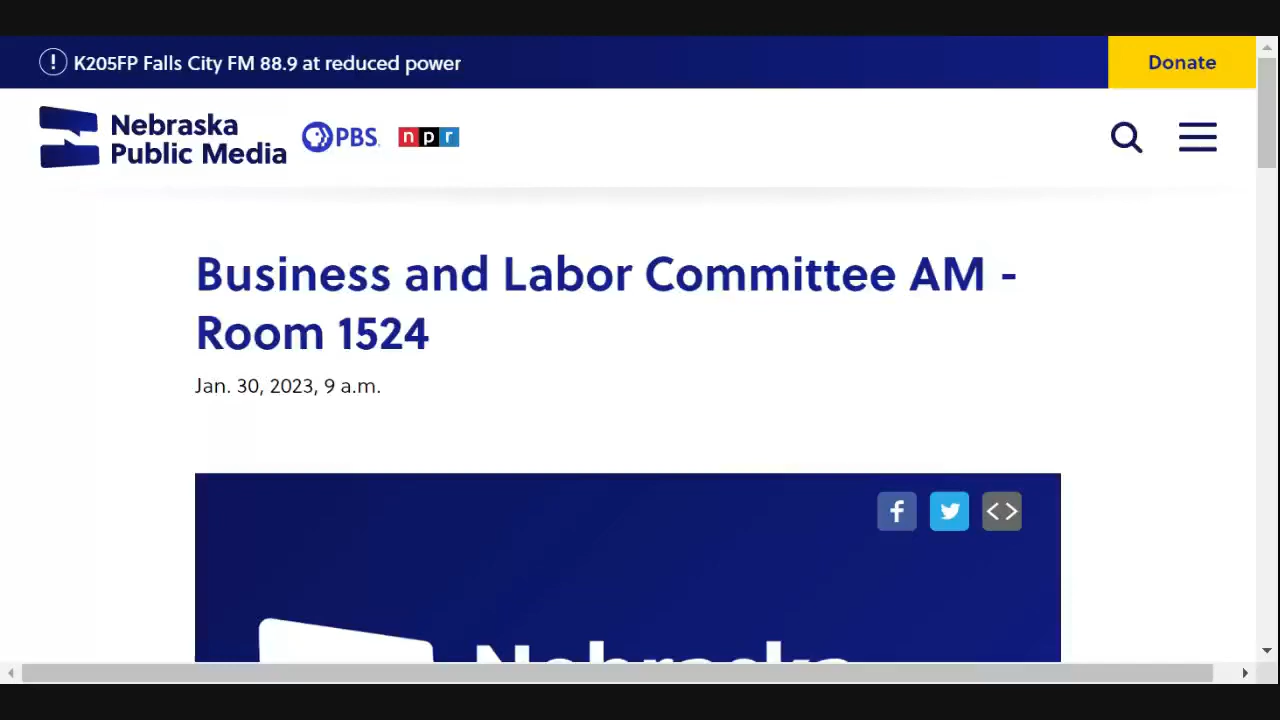 K205FP Falls City FM 88.9 at reduced power
Donate
Nebraska
Public Media
PBS
npr
Business and Labor Committee AM -
Room 1524
Jan. 30, 2023, 9 a.m.
Nebraska